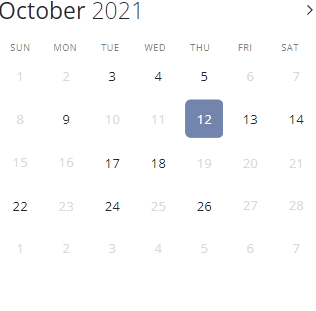 October 2021
SUN MON TUE WED THU FRI SAT
1 2 3 4 5 6 7
8 9 10 11 12 13 14
15 16 17 18 19 20 21
22 23 24 25 26 27 28
1 2 3 4 5 6 7